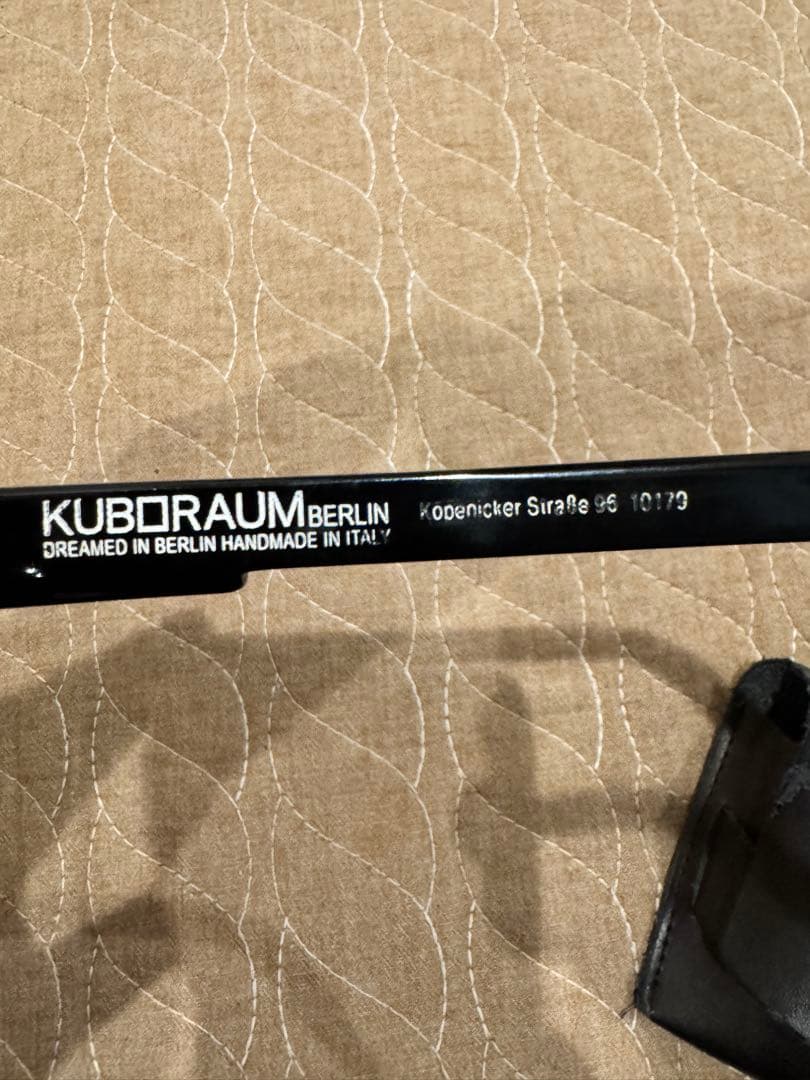 KUBORAUM BERLIN
DREAMED IN BERLIN HANDMADE IN ITALY
Köpenicker Straße 96 10179